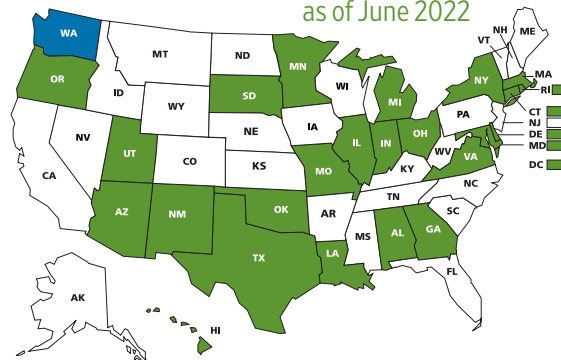 as of June 2022
WA
MT
ND
MN
VT
NH
ME
OR
ID
WY
SD
WI
MI
NY
MA
RI
CT
NJ
DE
MD
DC
NV
UT
CO
NE
IA
IL
IN
OH
PA
WV
VA
CA
KS
MO
KY
NC
AZ
NM
OK
AR
TN
SC
TX
LA
MS
AL
GA
FL
AK
HI